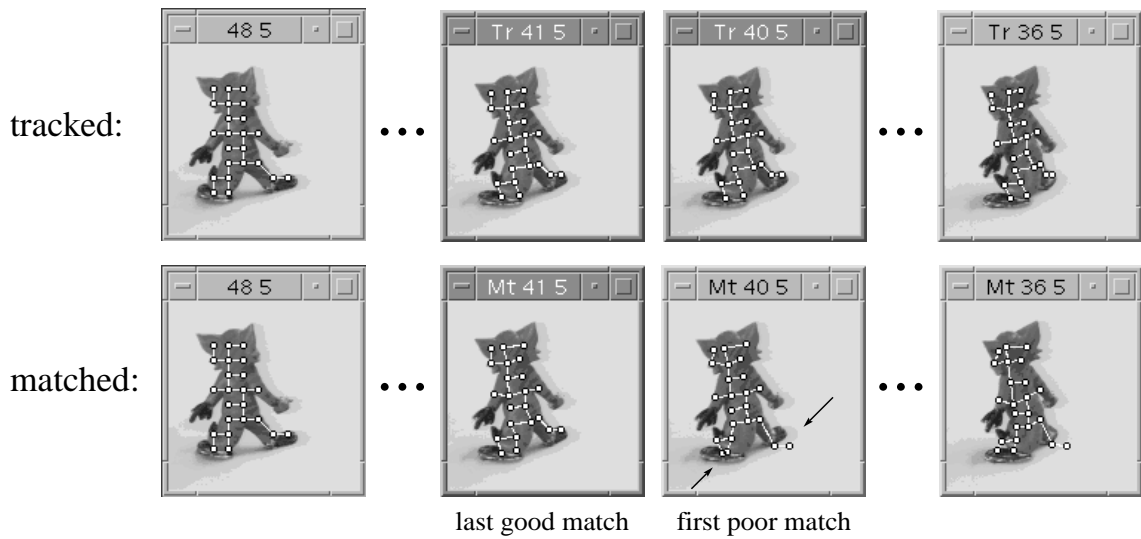 48 5
Tr 41 5
Tr 40 5
Tr 36 5
tracked:
48 5
Mt 41 5
Mt 40 5
Mt 36 5
matched:
last good match
first poor match